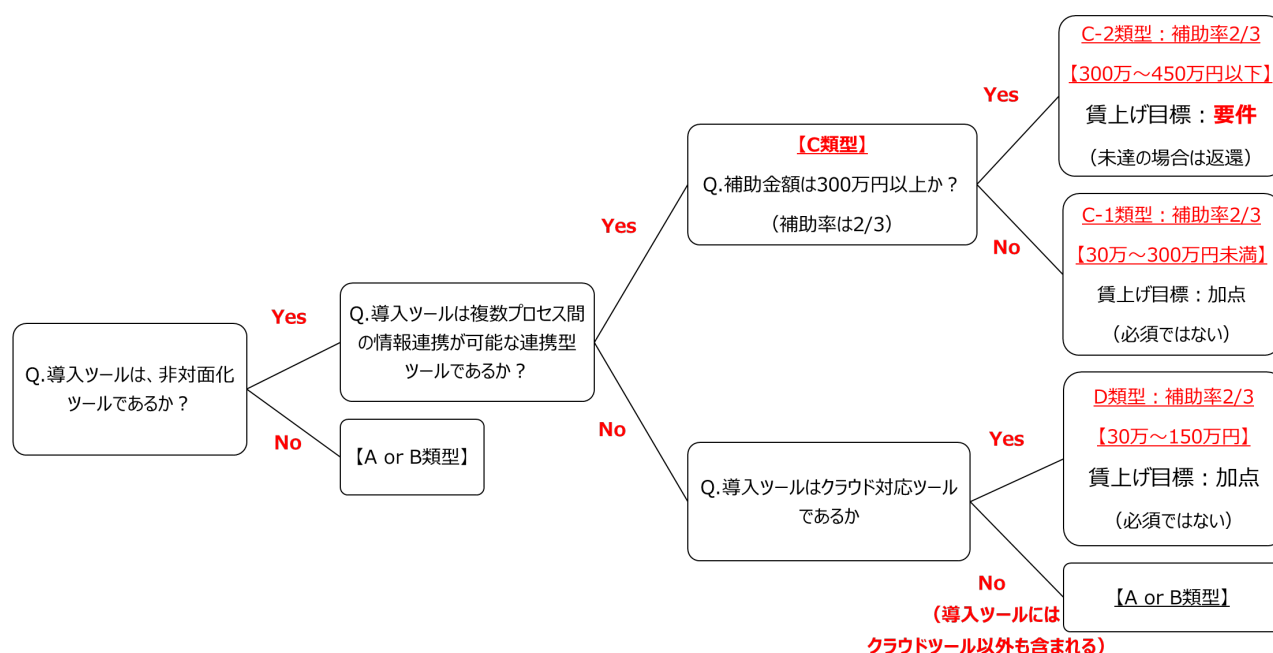 Q.導入ツールは、非対面化
ツールであるか？
Yes
No
Q.導入ツールは複数プロセス間
の情報連携が可能な連携型
ツールであるか？
【A or B類型】
Yes
No
【C類型】
Q.補助金額は300万円以上か？
（補助率は2/3）
Yes
No
C-2類型：補助率2/3
【300万～450万円以下】
賃上げ目標：要件
（未達の場合は返還）
C-1類型：補助率2/3
【30万～300万円未満】
賃上げ目標：加点
（必須ではない）
Q.導入ツールはクラウド対応ツール
であるか
Yes
No
（導入ツールには
クラウドツール以外も含まれる）
D類型：補助率2/3
【30万～150万円】
賃上げ目標：加点
（必須ではない）
【A or B類型】